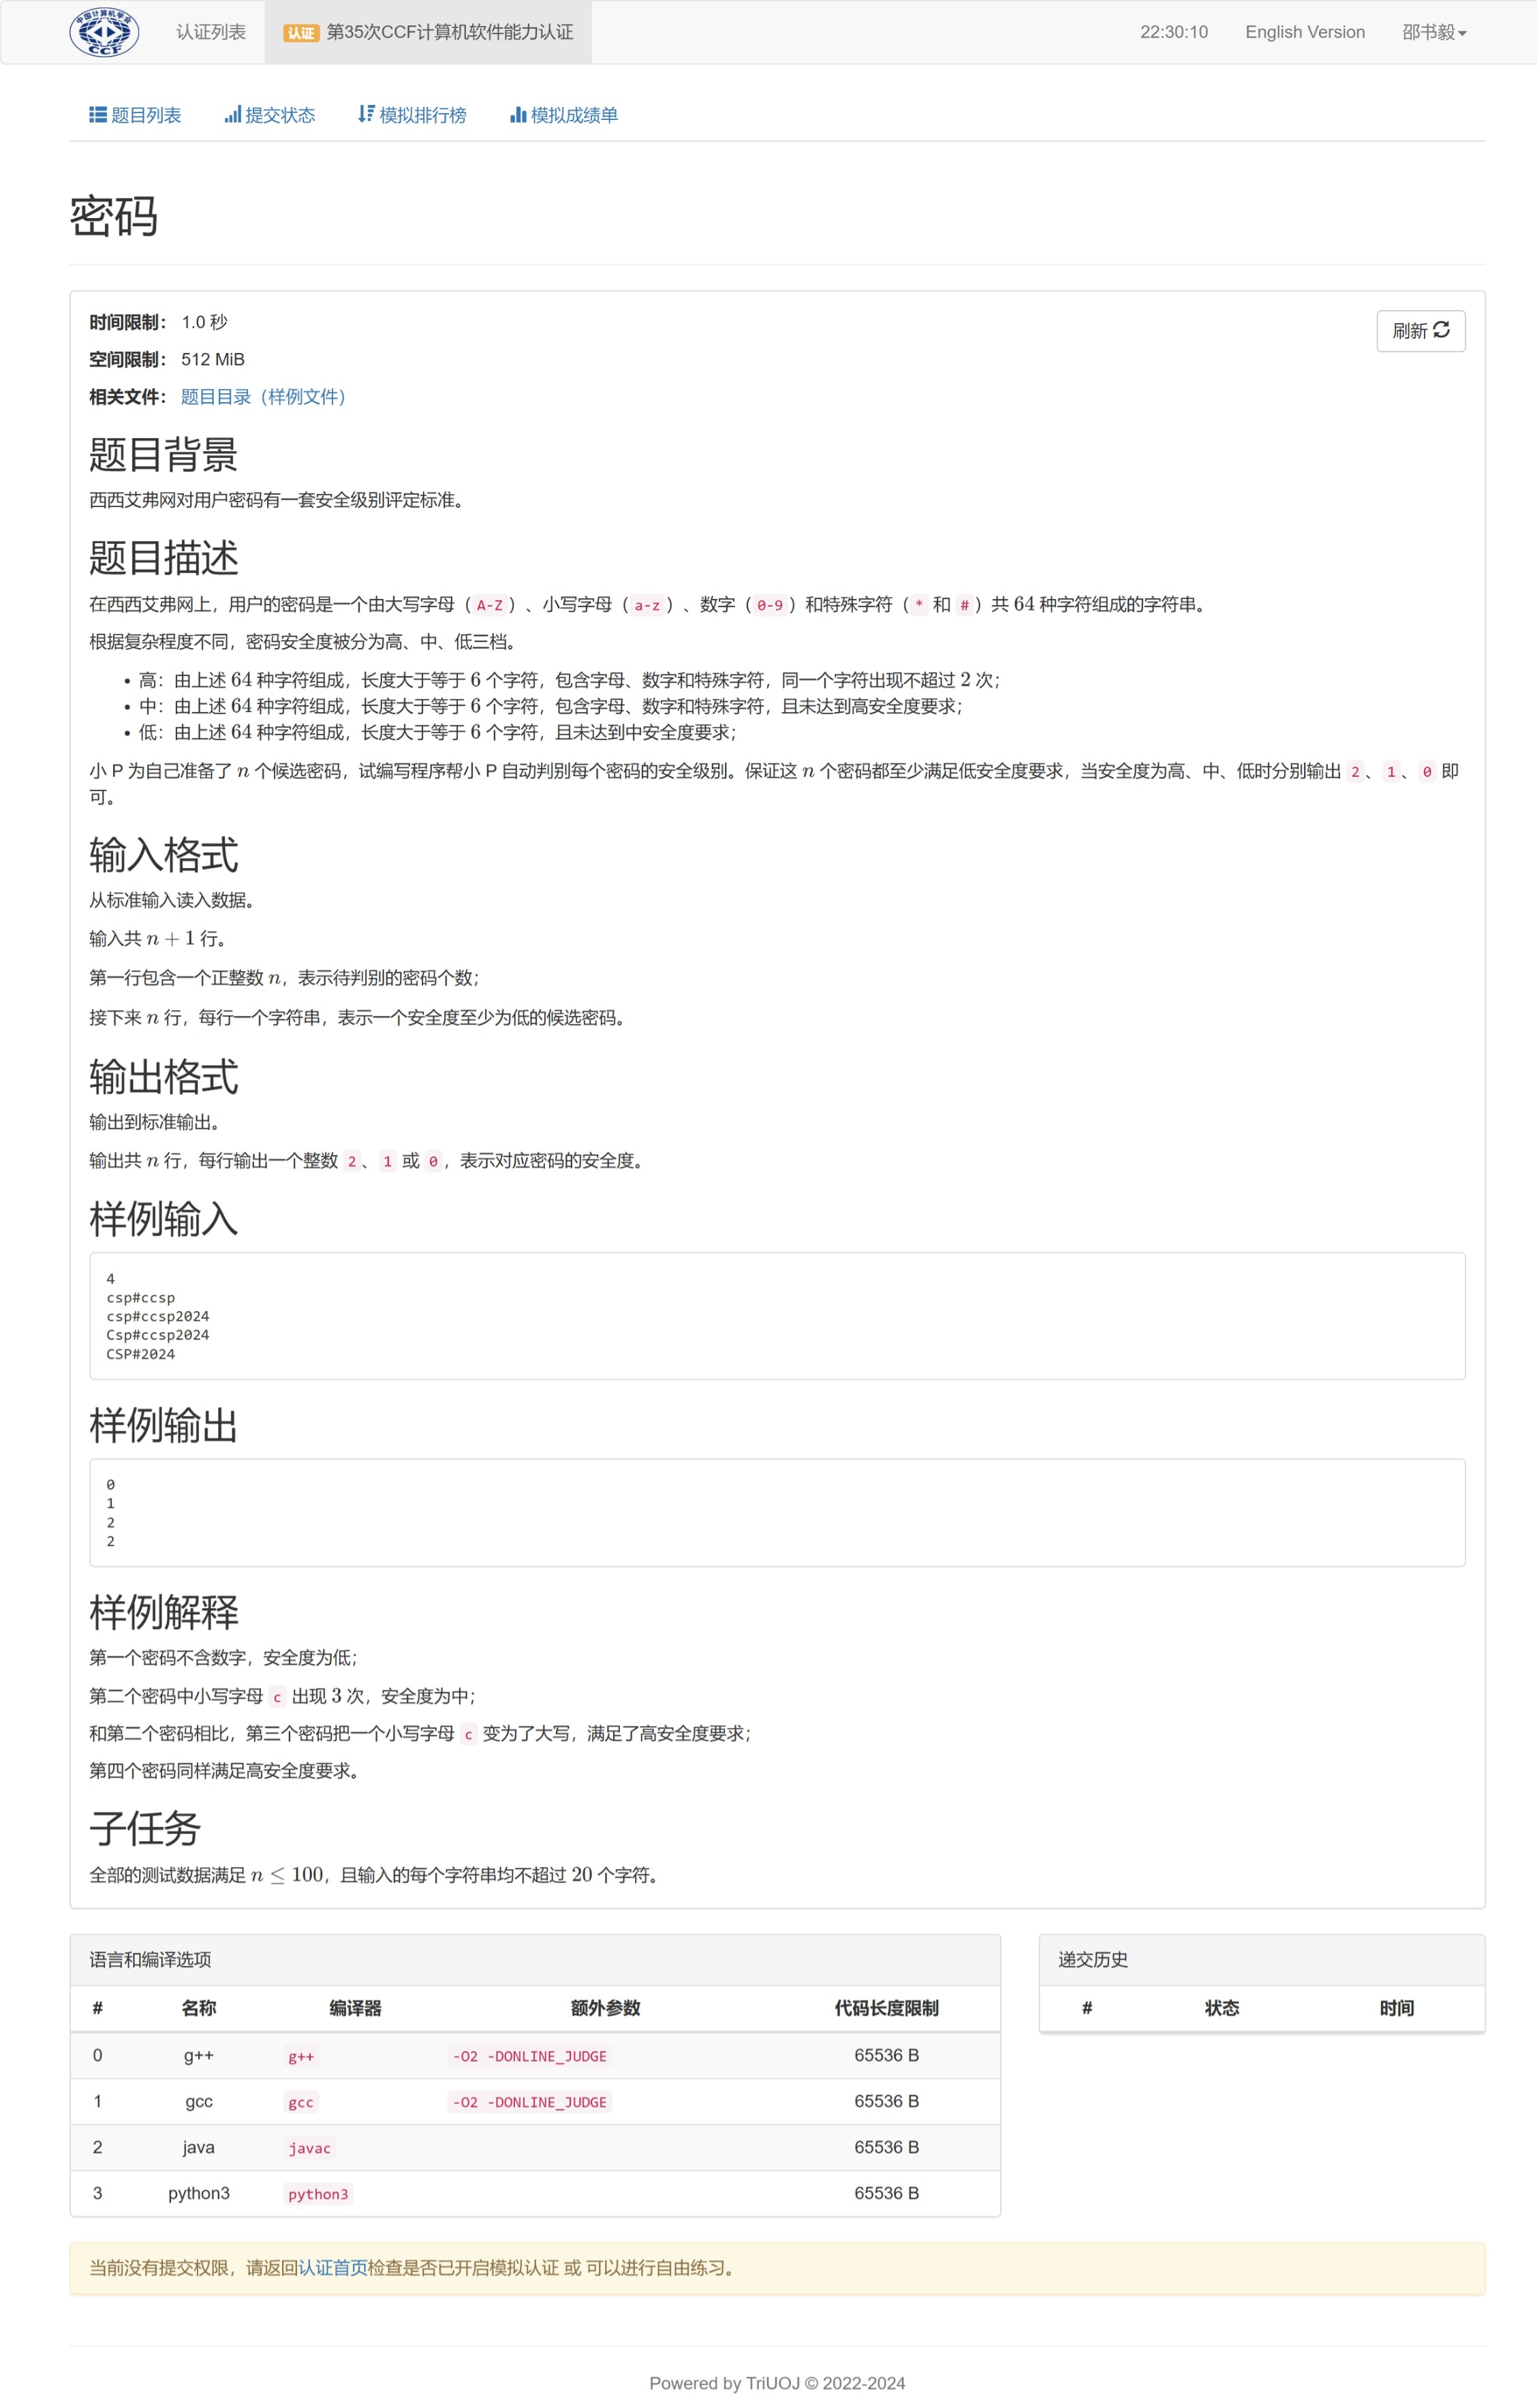 中国计算机学会
CCF
认证列表
认证 第35次CCF计算机软件能力认证
22:30:10
English Version
邵书毅
题目列表
提交状态
模拟排行榜
模拟成绩单
密码
时间限制： 1.0 秒
刷新
空间限制： 512 MiB
相关文件： 题目目录（样例文件）
题目背景
西西艾弗网对用户密码有一套安全级别评定标准。
题目描述
在西西艾弗网上，用户的密码是一个由大写字母（A-Z）、小写字母（a-z）、数字（0-9）和特殊字符（* 和 #）共 64 种字符组成的字符串。
根据复杂程度不同，密码安全度被分为高、中、低三档。
• 高：由上述 64 种字符组成，长度大于等于 6 个字符，包含字母、数字和特殊字符，同一个字符出现不超过 2 次；
• 中：由上述 64 种字符组成，长度大于等于 6 个字符，包含字母、数字和特殊字符，且未达到高安全度要求；
• 低：由上述 64 种字符组成，长度大于等于 6 个字符，且未达到中安全度要求；
小 P 为自己准备了 n 个候选密码，试编写程序帮小 P 自动判别每个密码的安全级别。保证这 n 个密码都至少满足低安全度要求，当安全度为高、中、低时分别输出 2、1、0 即
可。
输入格式
从标准输入读入数据。
输入共 n + 1 行。
第一行包含一个正整数 n，表示待判别的密码个数；
接下来 n 行，每行一个字符串，表示一个安全度至少为低的候选密码。
输出格式
输出到标准输出。
输出共 n 行，每行输出一个整数 2、1 或 0，表示对应密码的安全度。
样例输入
4
csp#ccsp
csp#ccsp2024
Csp#ccsp2024
CSP#2024
样例输出
0
1
2
2
样例解释
第一个密码不含数字，安全度为低；
第二个密码中小写字母 c 出现 3 次，安全度为中；
和第二个密码相比，第三个密码把一个小写字母 c 变为了大写，满足了高安全度要求；
第四个密码同样满足高安全度要求。
子任务
全部的测试数据满足 n ≤ 100，且输入的每个字符串均不超过 20 个字符。
语言和编译选项
# 名称 编译器 额外参数 代码长度限制
0 g++ g++ -O2 -DONLINE_JUDGE 65536 B
1 gcc gcc -O2 -DONLINE_JUDGE 65536 B
2 java javac 65536 B
3 python3 python3 65536 B
递交历史
# 状态 时间
当前没有提交权限，请返回认证首页检查是否已开启模拟认证 或 可以进行自由练习。
Powered by TriUOJ © 2022-2024